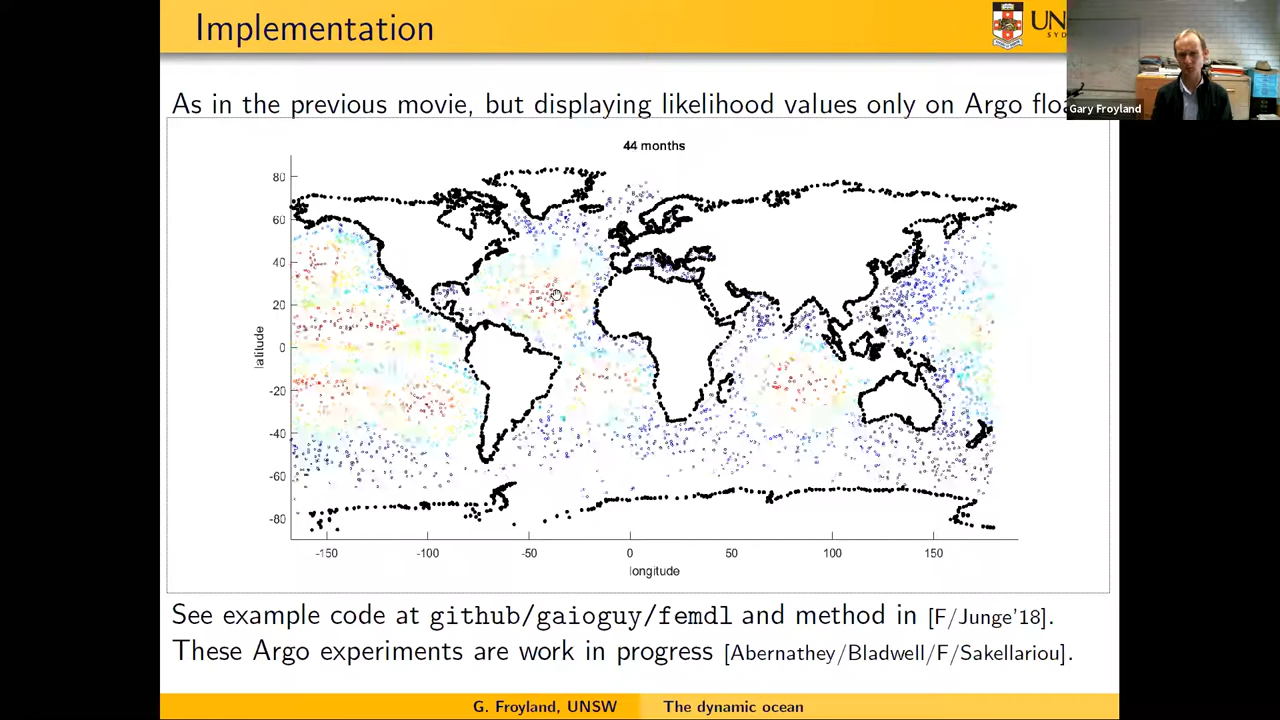 Implementation
UN
SY
Gary Froyland
As in the previous movie, but displaying likelihood values only on Argo floa
44 months
80
60
40
20
0
-20
-40
-60
-80
latitude
-150
-100
-50
0
50
100
150
longitude
See example code at github/gaioguy/femdl and method in [F/Junge'18].
These Argo experiments are work in progress [Abernathey/Bladwell/F/Sakellariou].
G. Froyland, UNSW
The dynamic ocean